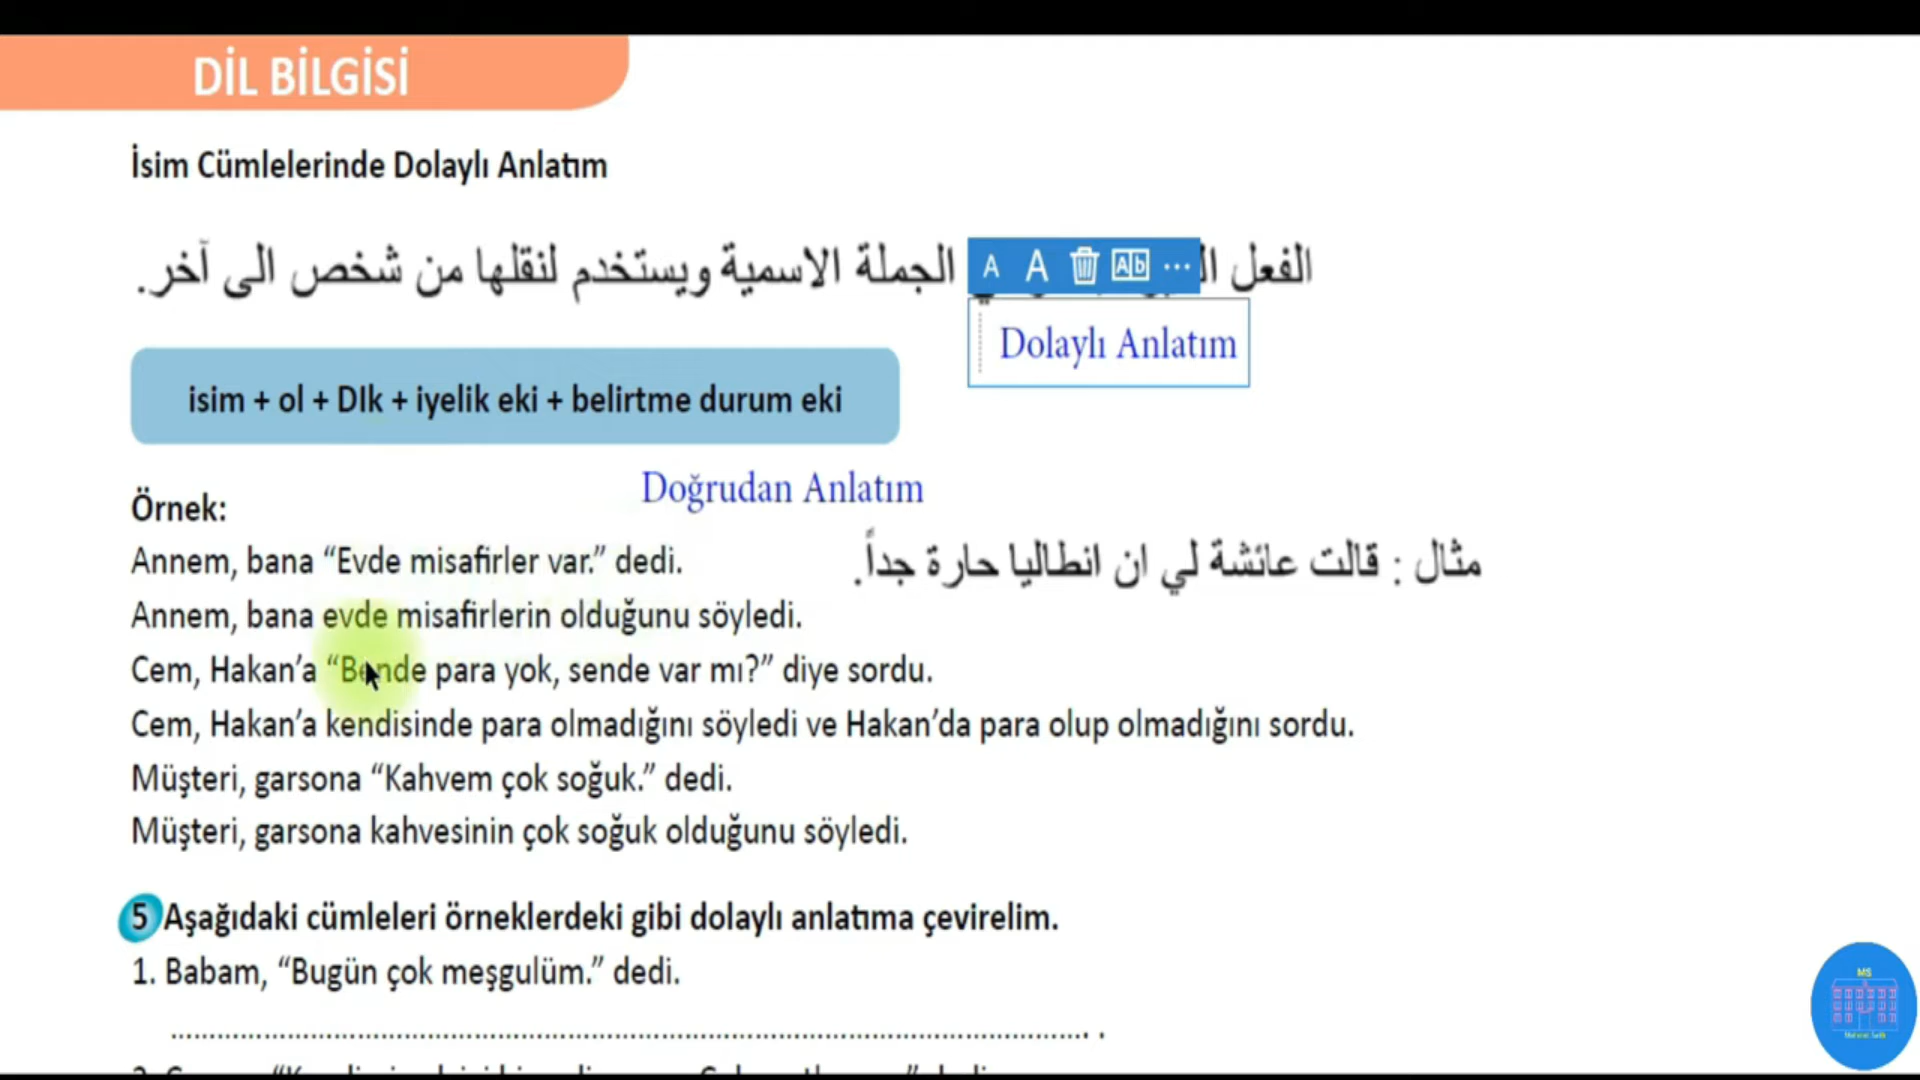 DİL BİLGİSİ
İsim Cümlelerinde Dolaylı Anlatım
الفعل الجملة الاسمية ويستخدم لنقلها من شخص الى آخر.
A A Ab ...
Dolaylı Anlatım
isim + ol + DIk + iyelik eki + belirtme durum eki
Doğrudan Anlatım
Örnek:
Annem, bana “Evde misafirler var.” dedi.
مثال : قالت عائشة لي ان انطاليا حارة جداً.
Annem, bana evde misafirlerin olduğunu söyledi.
Cem, Hakan’a “Bende para yok, sende var mı?” diye sordu.
Cem, Hakan’a kendisinde para olmadığını söyledi ve Hakan’da para olup olmadığını sordu.
Müşteri, garsona “Kahvem çok soğuk.” dedi.
Müşteri, garsona kahvesinin çok soğuk olduğunu söyledi.
5 Aşağıdaki cümleleri örneklerdeki gibi dolaylı anlatıma çevirelim.
1. Babam, “Bugün çok meşgulüm.” dedi.
MS